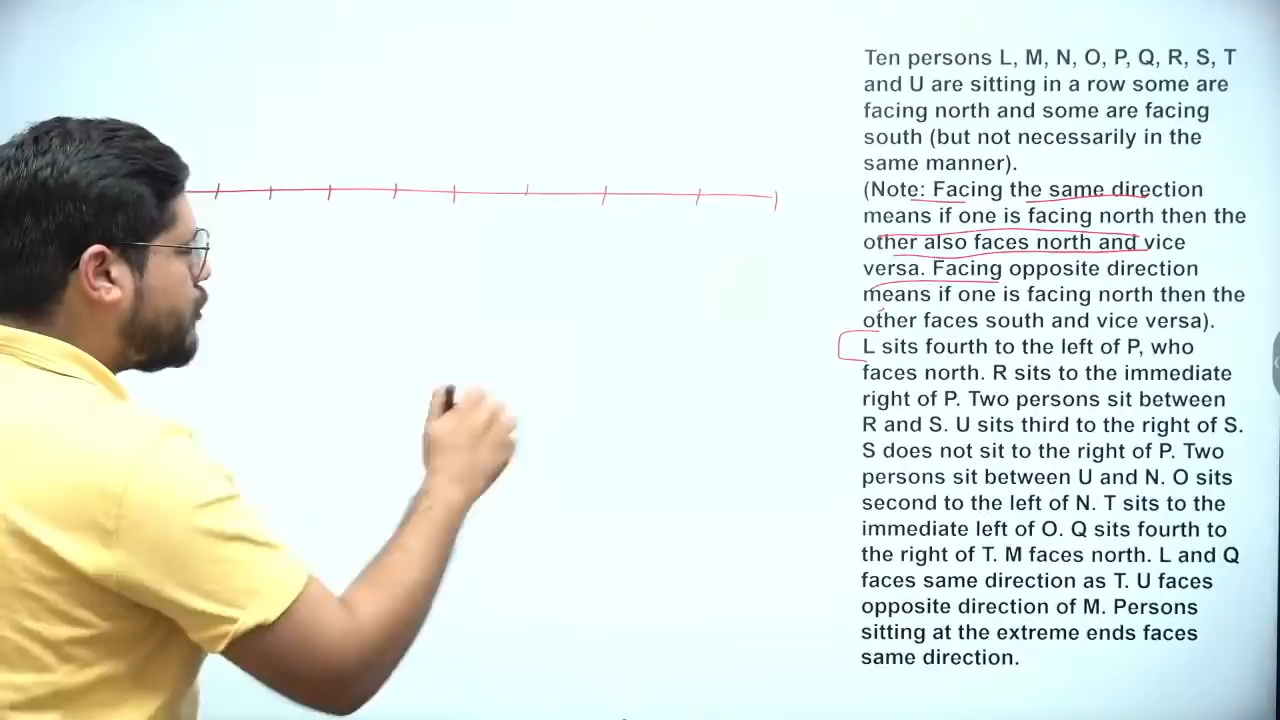 Ten persons L, M, N, O, P, Q, R, S, T
and U are sitting in a row some are
facing north and some are facing
south (but not necessarily in the
same manner).
(Note: Facing the same direction
means if one is facing north then the
other also faces north and vice
versa. Facing opposite direction
means if one is facing north then the
other faces south and vice versa).
L sits fourth to the left of P, who
faces north. R sits to the immediate
right of P. Two persons sit between
R and S. U sits third to the right of S.
S does not sit to the right of P. Two
persons sit between U and N. O sits
second to the left of N. T sits to the
immediate left of O. Q sits fourth to
the right of T. M faces north. L and Q
faces same direction as T. U faces
opposite direction of M. Persons
sitting at the extreme ends faces
same direction.